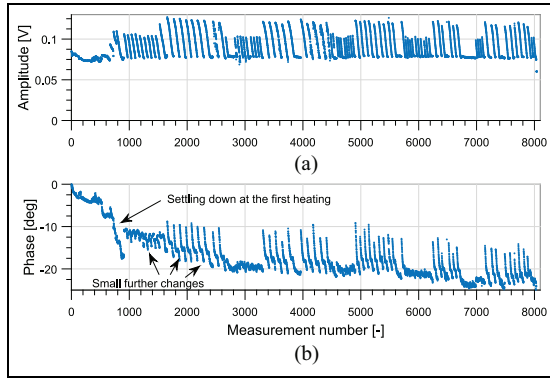 0.1
0.05
0
Amplitude [V]
0 1000 2000 3000 4000 5000 6000 7000 8000
(a)
0
-10
-20
Phase [deg]
Settling down at the first heating
Small further changes
0 1000 2000 3000 4000 5000 6000 7000 8000
Measurement number [-]
(b)